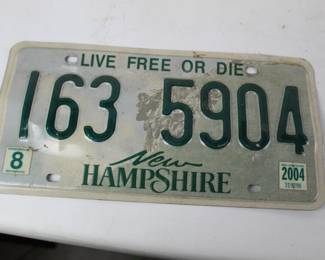 LIVE FREE OR DIE
163 5904
8
2004
New
HAMPSHIRE